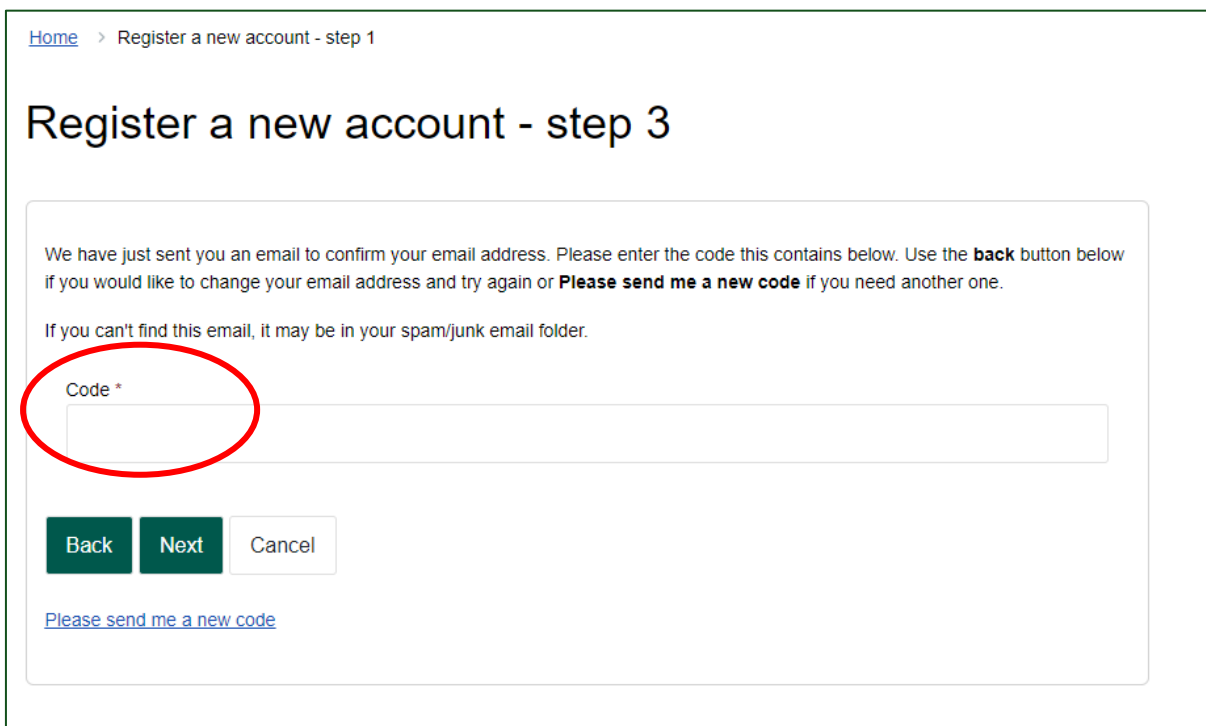 Home > Register a new account - step 1
Register a new account - step 3
We have just sent you an email to confirm your email address. Please enter the code this contains below. Use the back button below
if you would like to change your email address and try again or Please send me a new code if you need another one.
If you can't find this email, it may be in your spam/junk email folder.
Code *
Back Next Cancel
Please send me a new code